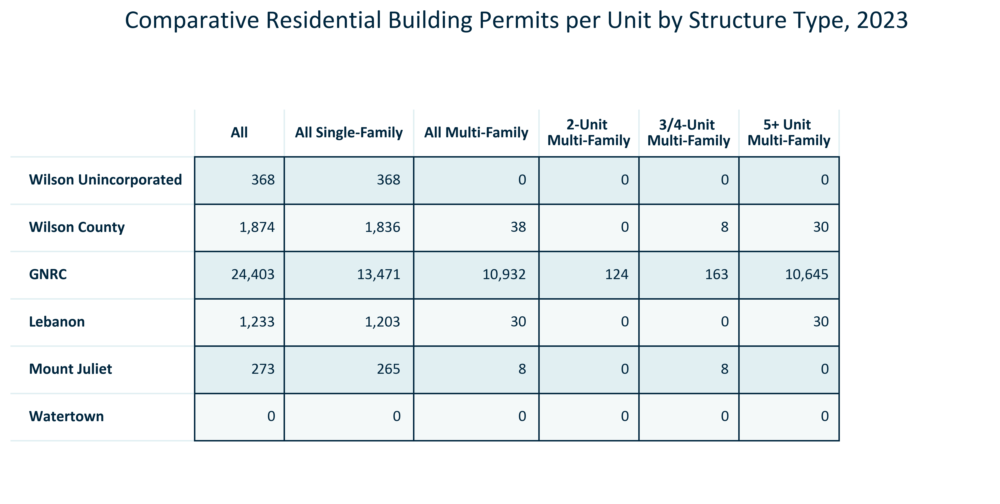 Comparative Residential Building Permits per Unit by Structure Type, 2023
All All Single-Family All Multi-Family 2-Unit Multi-Family 3/4-Unit Multi-Family 5+ Unit Multi-Family
Wilson Unincorporated 368 368 0 0 0 0
Wilson County 1,874 1,836 38 0 8 30
GNRC 24,403 13,471 10,932 124 163 10,645
Lebanon 1,233 1,203 30 0 0 30
Mount Juliet 273 265 8 0 8 0
Watertown 0 0 0 0 0 0